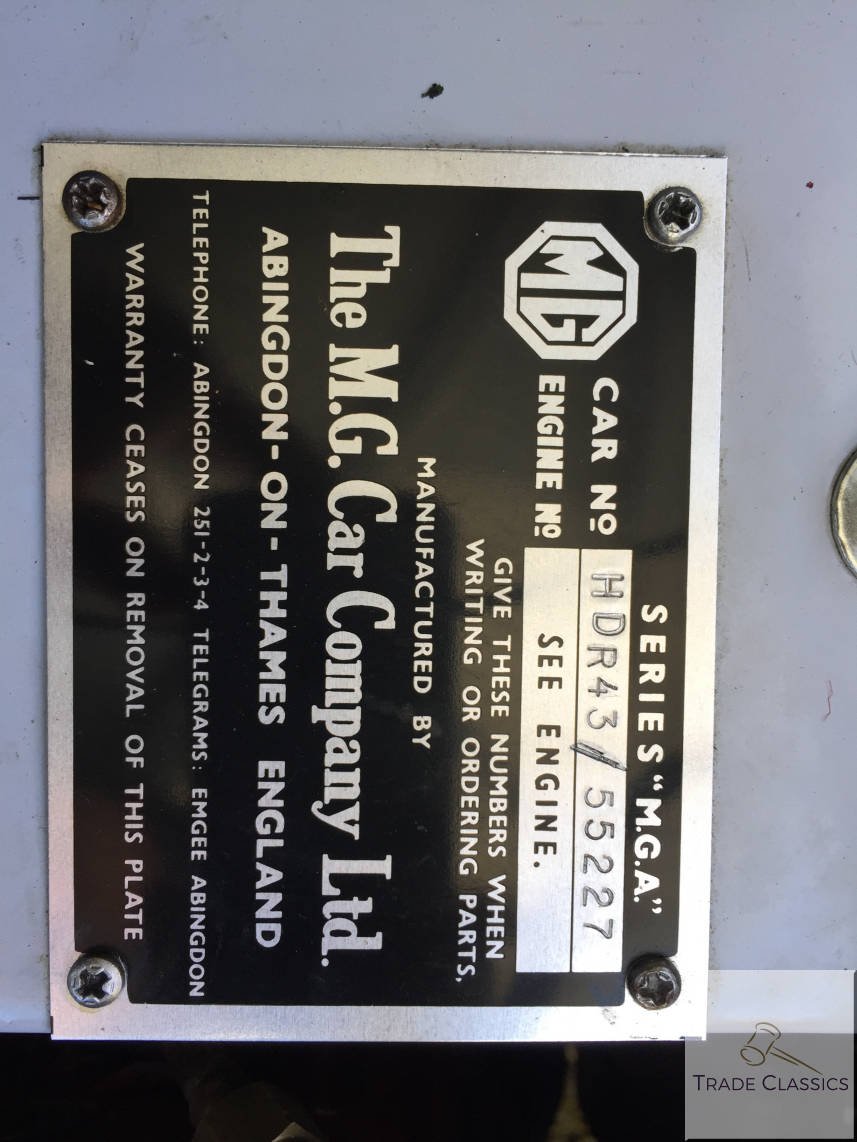 SERIES "M.G.A."
MG
CAR Nº HDR43/55227
ENGINE Nº SEE ENGINE.
GIVE THESE NUMBERS WHEN
WRITING OR ORDERING PARTS,
MANUFACTURED BY
The M.G. Car Company Ltd.
ABINGDON-ON-THAMES ENGLAND
TELEPHONE: ABINGDON 251-2-3-4 TELEGRAMS: EMGEE ABINGDON
WARRANTY CEASES ON REMOVAL OF THIS PLATE
TRADE CLASSICS